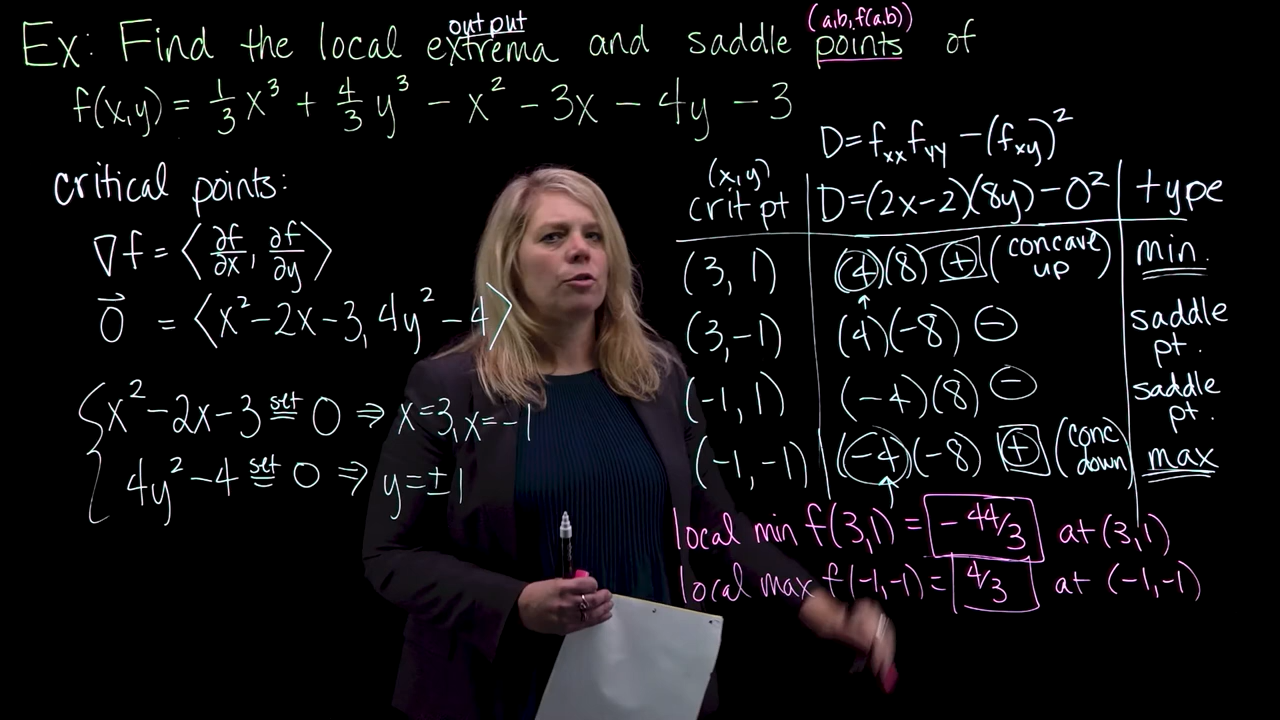 Ex: Find the local extrema and saddle points of
output
(a,b,f(a,b))
f(x,y) = 1/3 x³ + 4/3 y³ − x² − 3x − 4y − 3
critical points:
∇f = ⟨∂f/∂x, ∂f/∂y⟩
0⃗ = ⟨x² − 2x − 3, 4y² − 4⟩
{ x² − 2x − 3 set= 0 ⇒ x = 3, x = −1
4y² − 4 set= 0 ⇒ y = ±1
D = f_xx f_yy − (f_xy)²
(x,y) crit pt | D = (2x−2)(8y) − 0² | type
(3, 1) | (4)(8) + (concave up) | min.
(3, −1) | (4)(−8) − | saddle pt.
(−1, 1) | (−4)(8) − | saddle pt.
(−1, −1) | (−4)(−8) + (conc down) | max
local min f(3,1) = −44/3 at (3,1)
local max f(−1,−1) = 4/3 at (−1,−1)